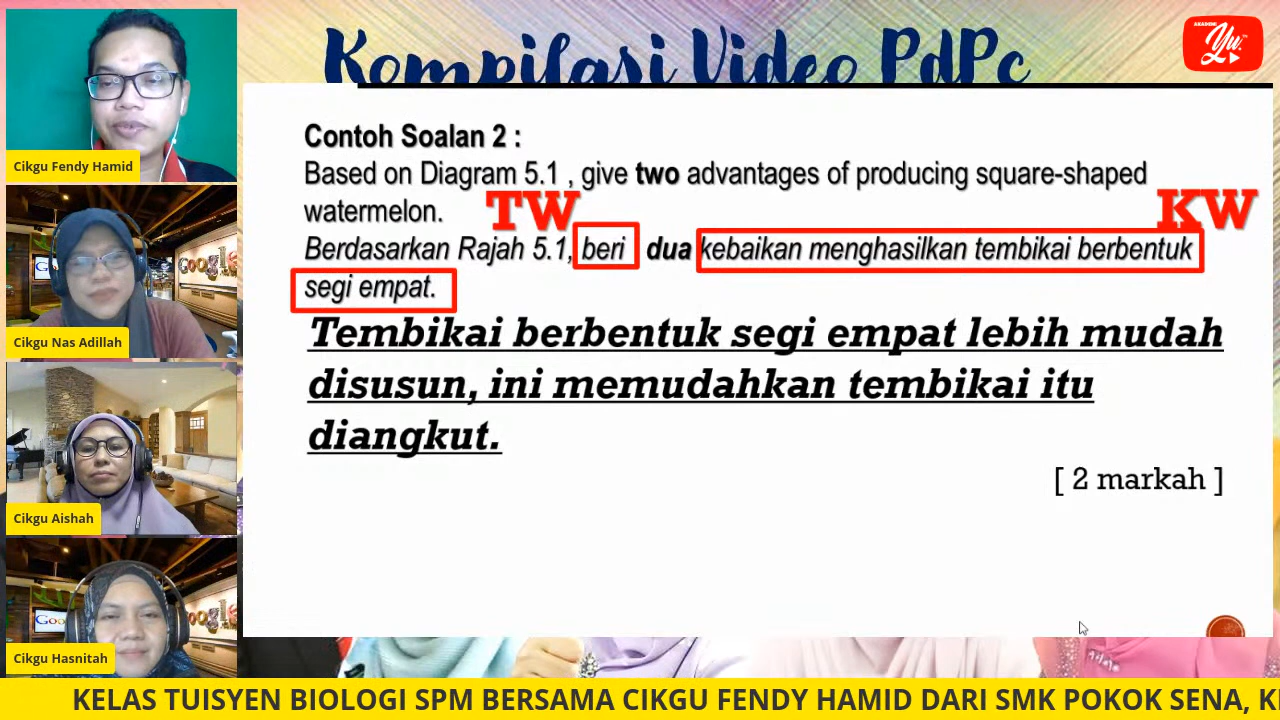 Kompilasi Video PdPc
AKADEMI
Yu.
Contoh Soalan 2 :
Based on Diagram 5.1 , give two advantages of producing square-shaped
watermelon.
TW
KW
Berdasarkan Rajah 5.1, beri dua kebaikan menghasilkan tembikai berbentuk
segi empat.
Tembikai berbentuk segi empat lebih mudah
disusun, ini memudahkan tembikai itu
diangkut.
[ 2 markah ]
Cikgu Fendy Hamid
Cikgu Nas Adillah
Cikgu Aishah
Cikgu Hasnitah
KELAS TUISYEN BIOLOGI SPM BERSAMA CIKGU FENDY HAMID DARI SMK POKOK SENA,